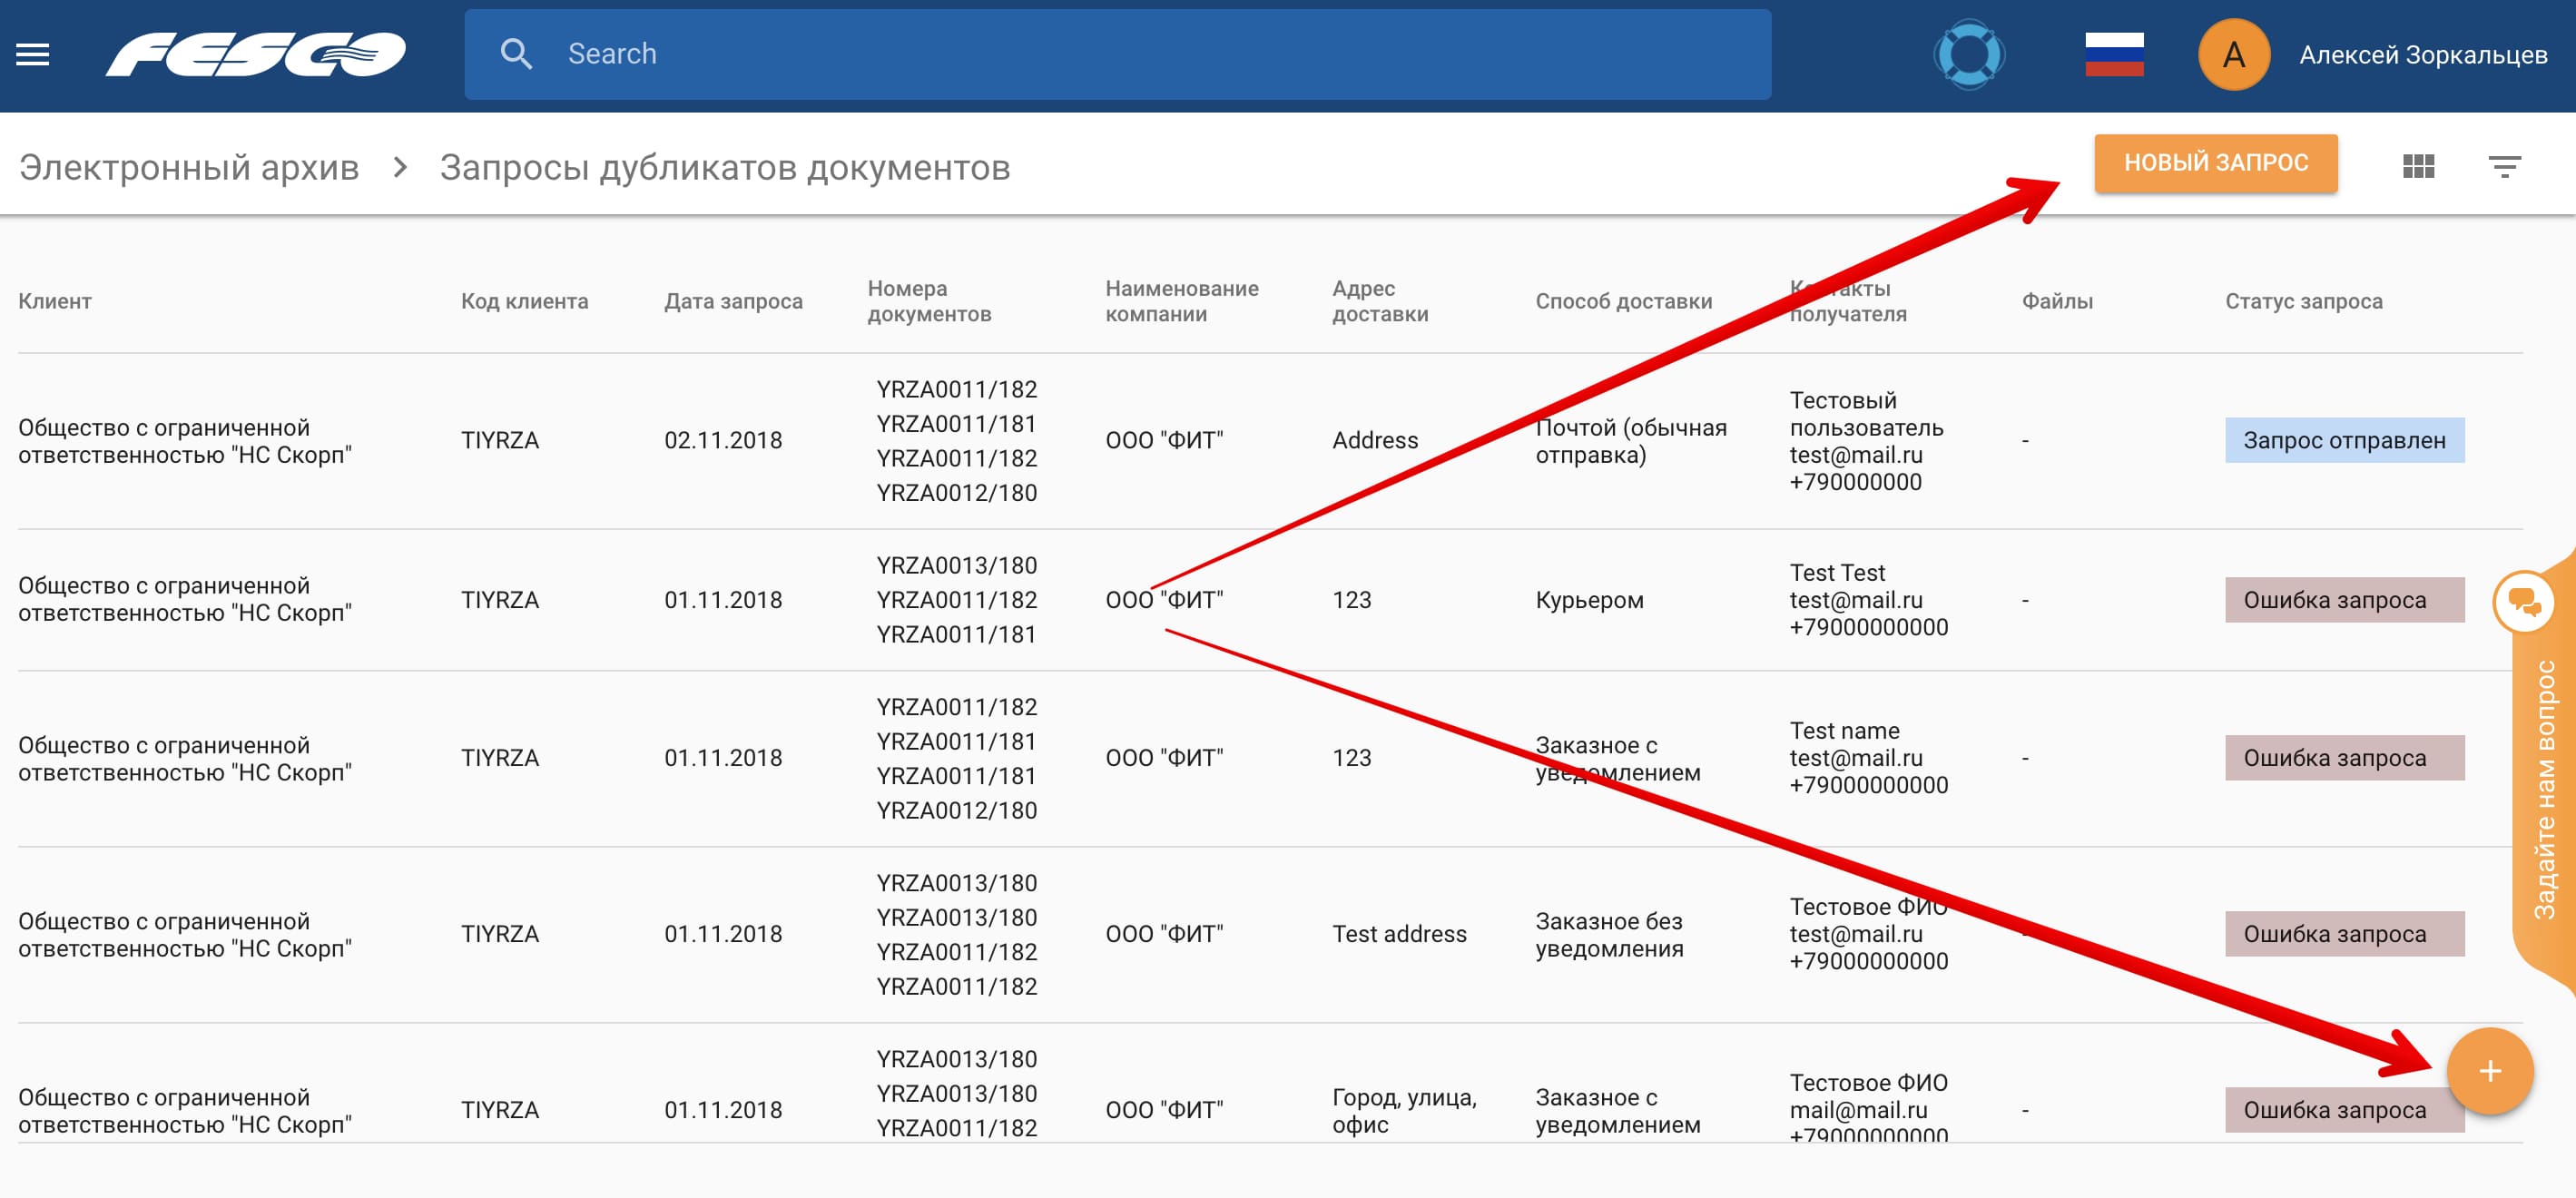 FESCO
Search
A
Алексей Зоркальцев
Электронный архив > Запросы дубликатов документов
НОВЫЙ ЗАПРОС
Клиент
Код клиента
Дата запроса
Номера
документов
Наименование
компании
Адрес
доставки
Способ доставки
Контакты
получателя
Файлы
Статус запроса
Общество с ограниченной
ответственностью "НС Скорп"
TIYRZA
02.11.2018
YRZA0011/182
YRZA0011/181
YRZA0011/182
YRZA0012/180
ООО "ФИТ"
Address
Почтой (обычная
отправка)
Тестовый
пользователь
test@mail.ru
+790000000
-
Запрос отправлен
Общество с ограниченной
ответственностью "НС Скорп"
TIYRZA
01.11.2018
YRZA0013/180
YRZA0011/182
YRZA0011/181
ООО "ФИТ"
123
Курьером
Test Test
test@mail.ru
+79000000000
-
Ошибка запроса
Общество с ограниченной
ответственностью "НС Скорп"
TIYRZA
01.11.2018
YRZA0011/182
YRZA0011/181
YRZA0011/181
YRZA0012/180
ООО "ФИТ"
123
Заказное с
уведомлением
Test name
test@mail.ru
+79000000000
-
Ошибка запроса
Общество с ограниченной
ответственностью "НС Скорп"
TIYRZA
01.11.2018
YRZA0013/180
YRZA0013/180
YRZA0011/182
YRZA0011/182
ООО "ФИТ"
Test address
Заказное без
уведомления
Тестовое ФИО
test@mail.ru
+79000000000
-
Ошибка запроса
Общество с ограниченной
ответственностью "НС Скорп"
TIYRZA
01.11.2018
YRZA0013/180
YRZA0013/180
YRZA0011/182
ООО "ФИТ"
Город, улица,
офис
Заказное с
уведомлением
Тестовое ФИО
mail@mail.ru
+79000000000
-
Ошибка запроса
+
Задайте нам вопрос